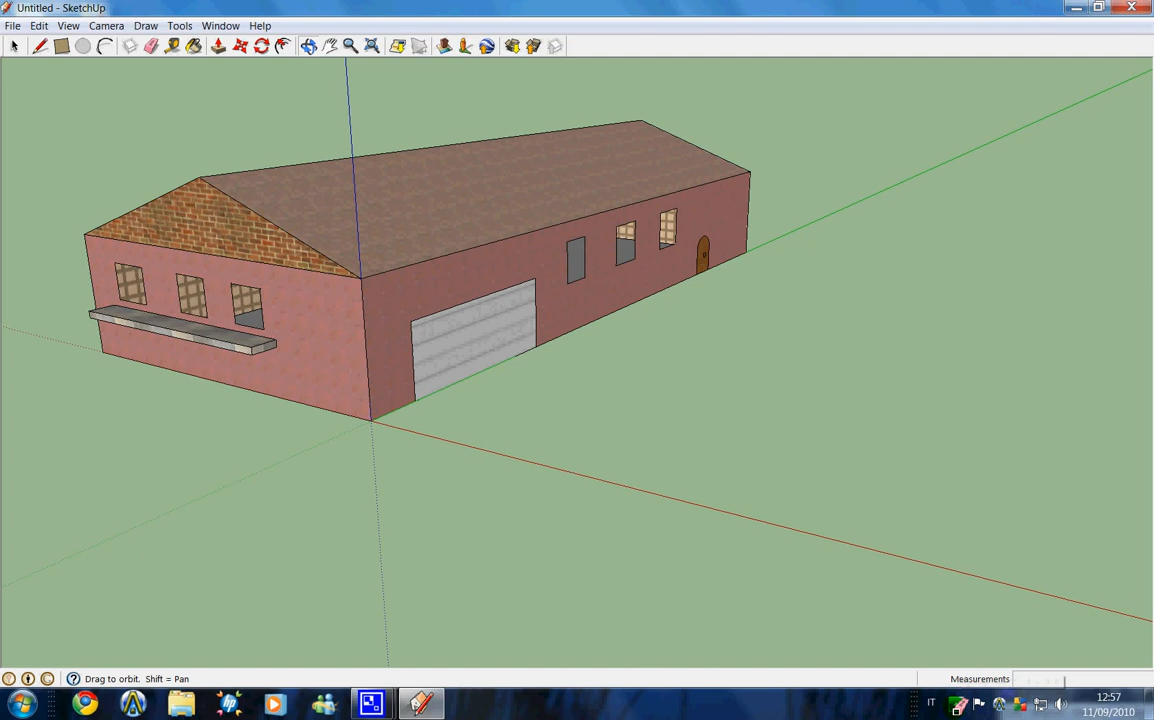 Untitled - SketchUp
File Edit View Camera Draw Tools Window Help
Drag to orbit. Shift = Pan
Measurements
IT
12:57
11/09/2010